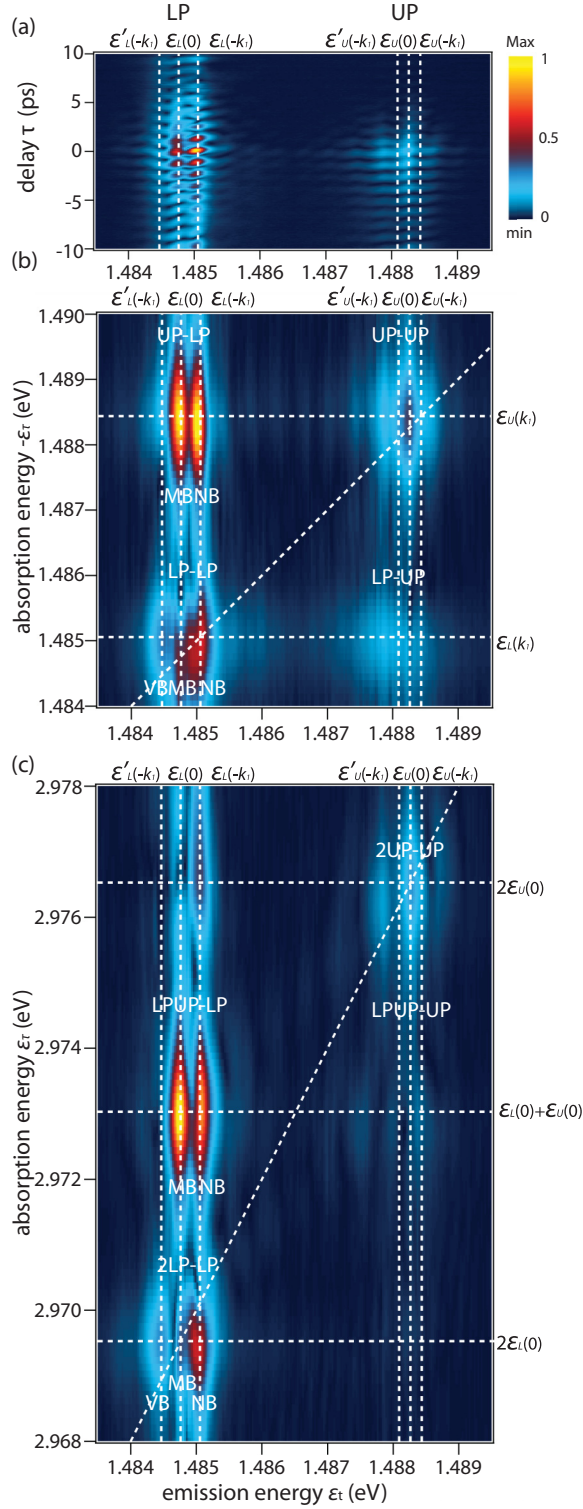 LP UP
(a) ε′L(-k₁) εL(0) εL(-k₁) ε′U(-k₁) εU(0) εU(-k₁)
Max
10
1
5
0
0.5
-5
-10
0
min
delay τ (ps)
1.484 1.485 1.486 1.487 1.488 1.489
(b)
ε′L(-k₁) εL(0) εL(-k₁) ε′U(-k₁) εU(0) εU(-k₁)
1.490
UP-LP UP-UP
1.489
εU(k₁)
1.488
MB NB
1.487
1.486
LP-LP LP-UP
1.485
εL(k₁)
VB MB NB
1.484
absorption energy -ετ (eV)
1.484 1.485 1.486 1.487 1.488 1.489
(c) ε′L(-k₁) εL(0) εL(-k₁) ε′U(-k₁) εU(0) εU(-k₁)
2.978
2UP-UP
2εU(0)
2.976
LPUP-LP LPUP-UP
2.974
εL(0)+εU(0)
2.972
MB NB
2LP-LP
2.970
2εL(0)
MB
VB NB
2.968
absorption energy ετ (eV)
1.484 1.485 1.486 1.487 1.488 1.489
emission energy εt (eV)